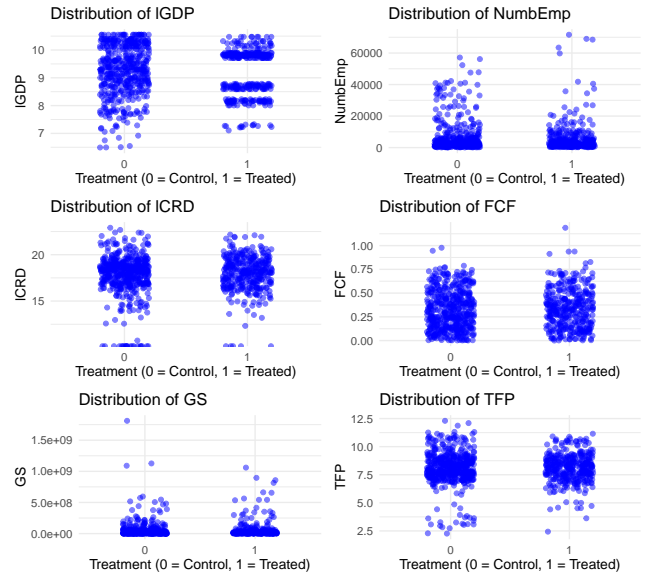 Distribution of lGDP
lGDP
10
9
8
7
0
1
Treatment (0 = Control, 1 = Treated)
Distribution of NumbEmp
NumbEmp
60000
40000
20000
0
0
1
Treatment (0 = Control, 1 = Treated)
Distribution of lCRD
lCRD
20
15
0
1
Treatment (0 = Control, 1 = Treated)
Distribution of FCF
FCF
1.00
0.75
0.50
0.25
0.00
0
1
Treatment (0 = Control, 1 = Treated)
Distribution of GS
GS
1.5e+09
1.0e+09
5.0e+08
0.0e+00
0
1
Treatment (0 = Control, 1 = Treated)
Distribution of TFP
TFP
12.5
10.0
7.5
5.0
2.5
0
1
Treatment (0 = Control, 1 = Treated)